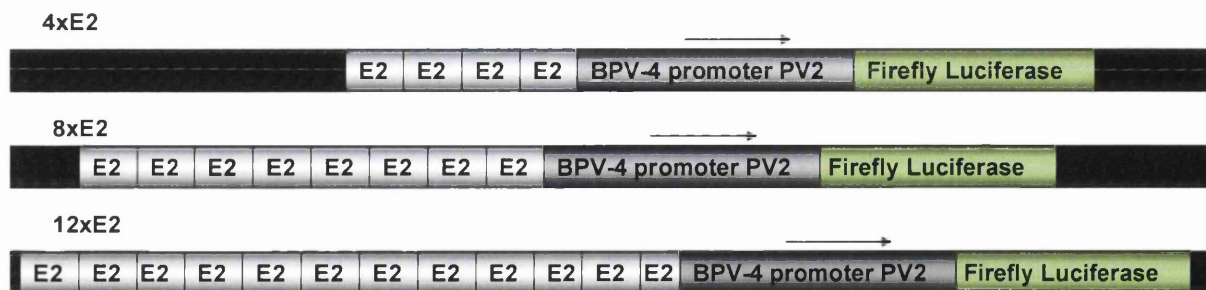 4xE2
E2 E2 E2 E2 BPV-4 promoter PV2 Firefly Luciferase
8xE2
E2 E2 E2 E2 E2 E2 E2 E2 BPV-4 promoter PV2 Firefly Luciferase
12xE2
E2 E2 E2 E2 E2 E2 E2 E2 E2 E2 E2 E2 BPV-4 promoter PV2 Firefly Luciferase